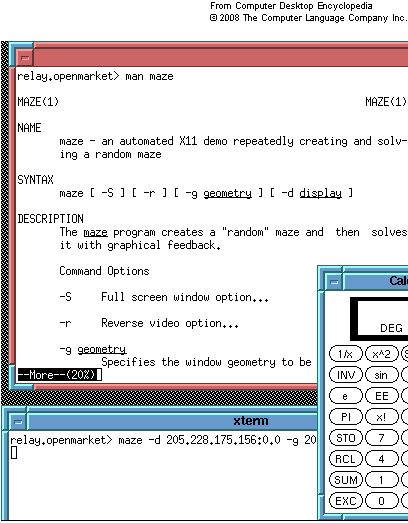 From Computer Desktop Encyclopedia
© 2008 The Computer Language Company Inc.
relay.openmarket> man maze
MAZE(1) MAZE(1)
NAME
maze - an automated X11 demo repeatedly creating and solv-
ing a random maze
SYNTAX
maze [ -S ] [ -r ] [ -g geometry ] [ -d display ]
DESCRIPTION
The maze program creates a "random" maze and then solves
it with graphical feedback.
Command Options
-S Full screen window option...
-r Reverse video option...
-g geometry
Specifies the window geometry to be
--More--(20%)
xterm
relay.openmarket> maze -d 205.228.175.156:0.0 -g 20
DEG
1/x x^2
INV sin
e EE
PI x!
STO 7
RCL 4
SUM 1
EXC 0